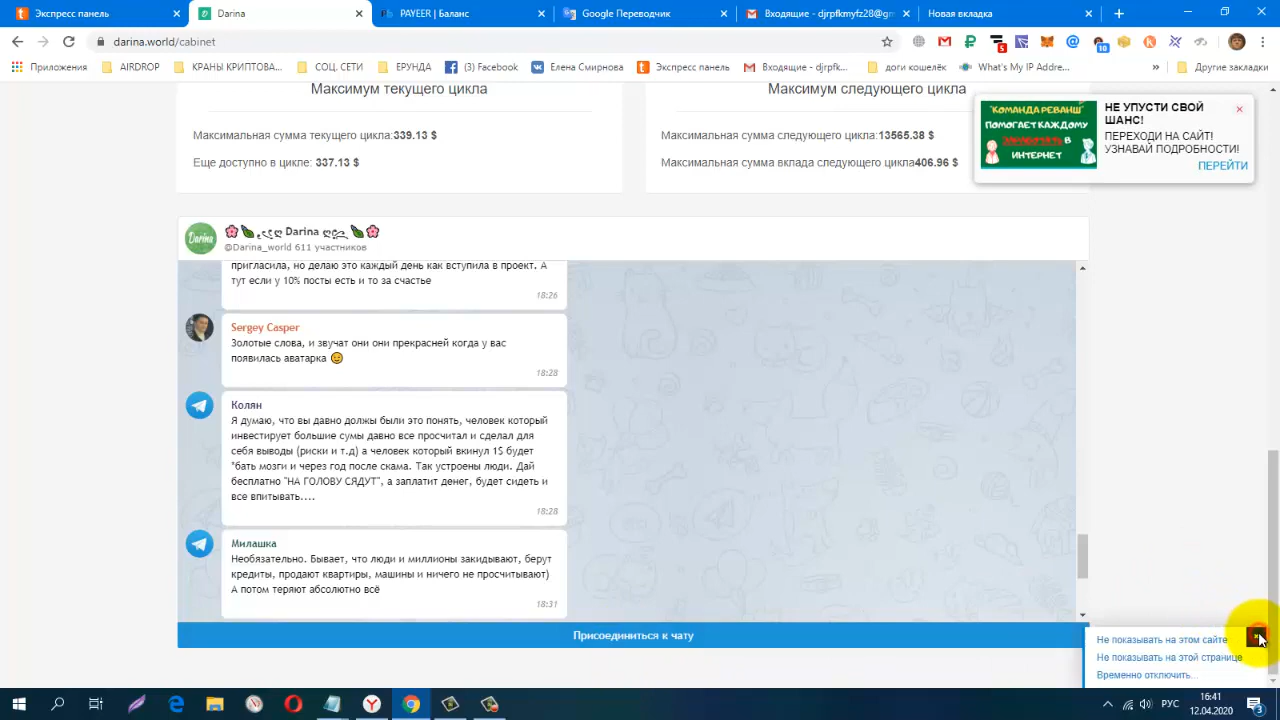 Экспресс панель
Darina
PAYEER | Баланс
Google Переводчик
Входящие - djrpfkmyfz28@gm
Новая вкладка
darina.world/cabinet
5
10
Приложения
AIRDROP
КРАНЫ КРИПТОВА...
СОЦ. СЕТИ
ЕРУНДА
(3) Facebook
Елена Смирнова
Экспресс панель
Входящие - djrpfk...
доги кошелёк
What's My IP Addre...
»
Другие закладки
Максимум текущего цикла
Максимум следующего цикла
Максимальная сумма текущего цикла:339.13 $
Максимальная сумма следующего цикла:13565.38 $
Еще доступно в цикле: 337.13 $
Максимальная сумма вклада следующего цикла406.96 $
"КОМАНДА РЕВАНШ"
ПОМОГАЕТ КАЖДОМУ
ЗАРАБОТАТЬ В
ИНТЕРНЕТ
НЕ УПУСТИ СВОЙ
ШАНС!
ПЕРЕХОДИ НА САЙТ!
УЗНАВАЙ ПОДРОБНОСТИ!
ПЕРЕЙТИ
Darina
Darina
@Darina_world 611 участников
пригласила, но делаю это каждый день как вступила в проект. А
тут если у 10% посты есть и то за счастье
18:26
Sergey Casper
Золотые слова, и звучат они они прекрасней когда у вас
появилась аватарка 😉
18:28
Колян
Я думаю, что вы давно должы были это понять, человек который
инвестирует большие сумы давно все просчитал и сделал для
себя выводы (риски и т.д) а человек который вкинул 1$ будет
*бать мозги и через год после скама. Так устроены люди. Дай
бесплатно "НА ГОЛОВУ СЯДУТ", а заплатит денег, будет сидеть и
все впитывать....
18:28
Милашка
Необязательно. Бывает, что люди и миллионы закидывают, берут
кредиты, продают квартиры, машины и ничего не просчитывают)
А потом теряют абсолютно всё
18:31
Присоединиться к чату
Не показывать на этом сайте
Не показывать на этой странице
Временно отключить...
РУС
16:41
12.04.2020
3